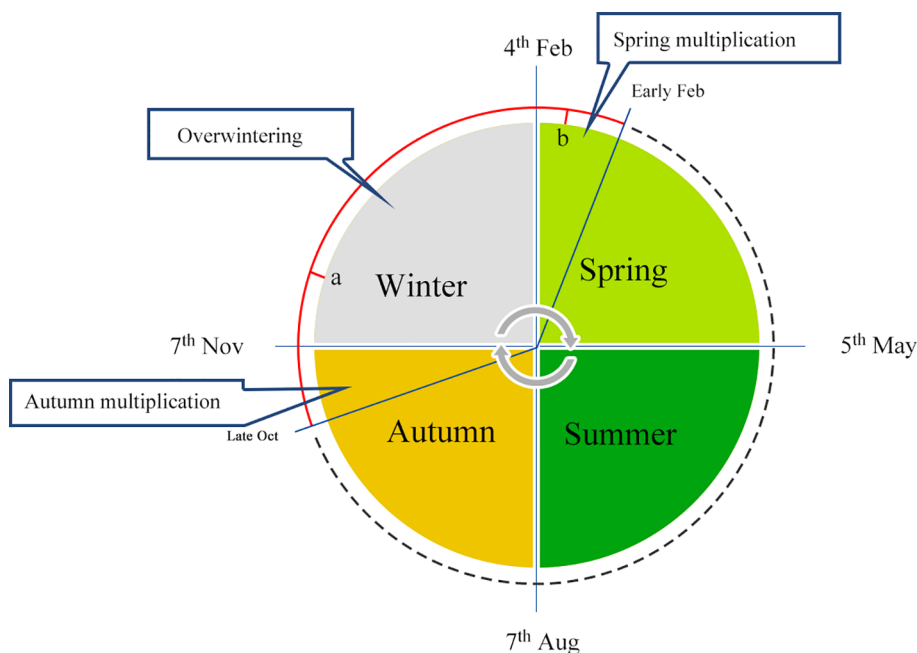 Spring multiplication
4th Feb
Early Feb
Overwintering
b
a
Winter
Spring
7th Nov
5th May
Autumn multiplication
Late Oct
Autumn
Summer
7th Aug